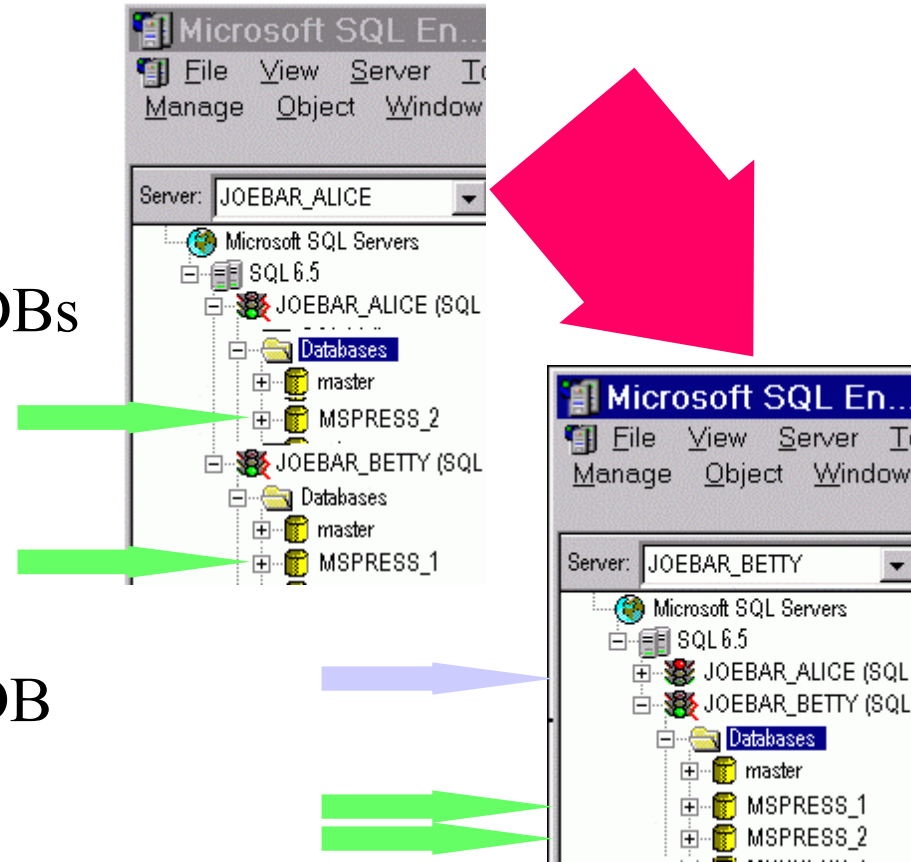 Microsoft SQL En...
File View Server
Manage Object Window
Server: JOEBAR_ALICE
Microsoft SQL Servers
SQL 6.5
JOEBAR_ALICE (SQL
Databases
master
MSPRESS_2
JOEBAR_BETTY (SQL
Databases
master
MSPRESS_1
DBs
DB
Microsoft SQL En...
File View Server
Manage Object Window
Server: JOEBAR_BETTY
Microsoft SQL Servers
SQL 6.5
JOEBAR_ALICE (SQL
JOEBAR_BETTY (SQL
Databases
master
MSPRESS_1
MSPRESS_2